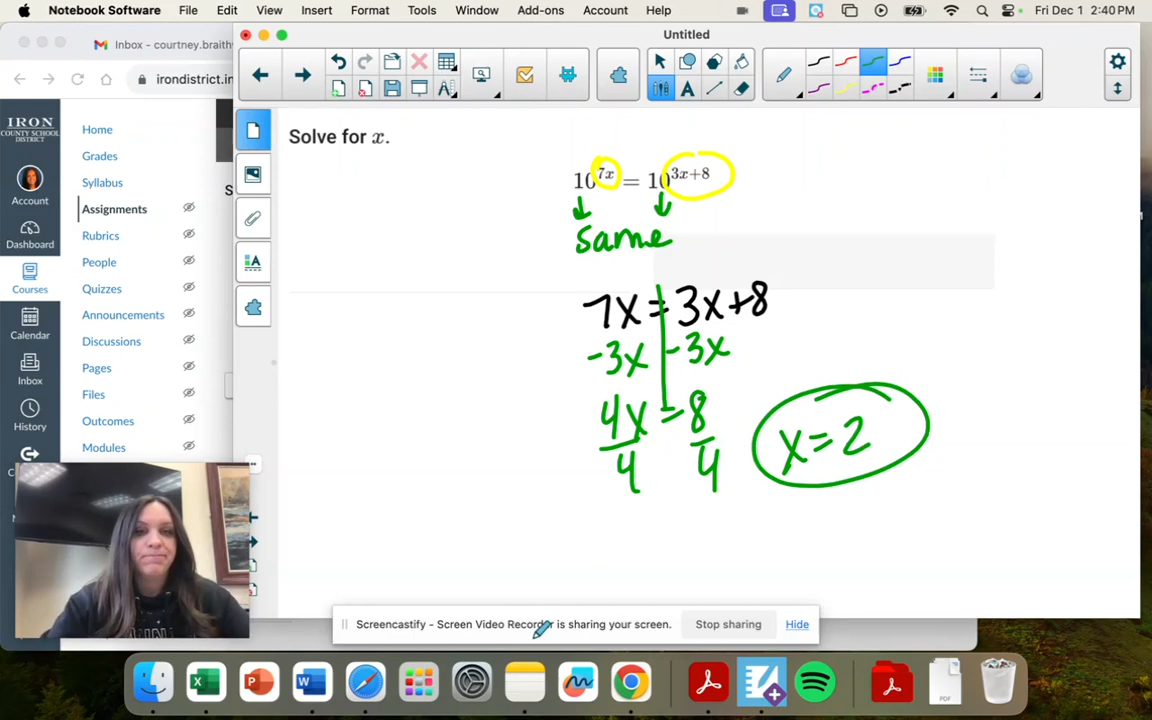 Notebook Software File Edit View Insert Format Tools Window Add-ons Account Help Fri Dec 1 2:40 PM
Inbox - courtney.braithw
Untitled
irondistrict.in
IRON
COUNTY SCHOOL
DISTRICT
Account
Dashboard
Courses
Calendar
Inbox
History
Home
Grades
Syllabus
Assignments
Rubrics
People
Quizzes
Announcements
Discussions
Pages
Files
Outcomes
Modules
Solve for x.
10^{7x} = 10^{3x+8}
same
7x = 3x+8
-3x -3x
4x = 8
4 4
x = 2
Screencastify - Screen Video Recorder is sharing your screen. Stop sharing Hide
PDF